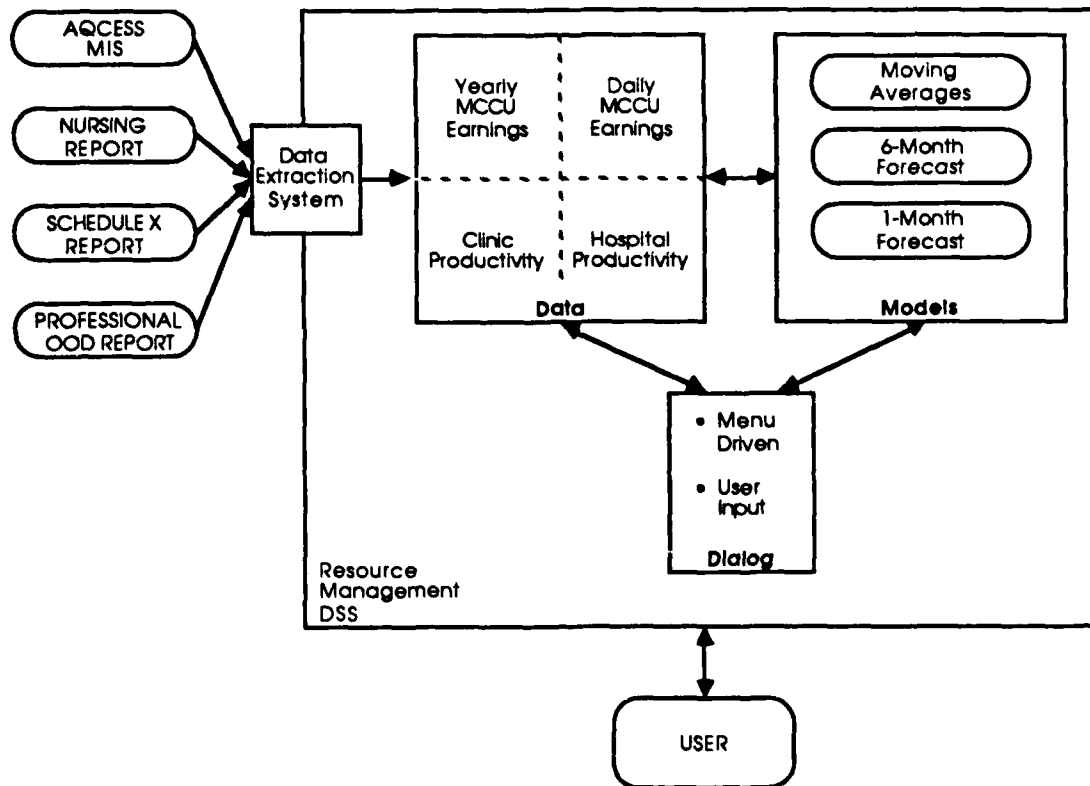 AQCESS
MIS
NURSING
REPORT
SCHEDULE X
REPORT
PROFESSIONAL
OOD REPORT
Data
Extraction
System
Yearly
MCCU
Earnings
Daily
MCCU
Earnings
Clinic
Productivity
Hospital
Productivity
Data
Moving
Averages
6-Month
Forecast
1-Month
Forecast
Models
• Menu
Driven
• User
Input
Dialog
Resource
Management
DSS
USER